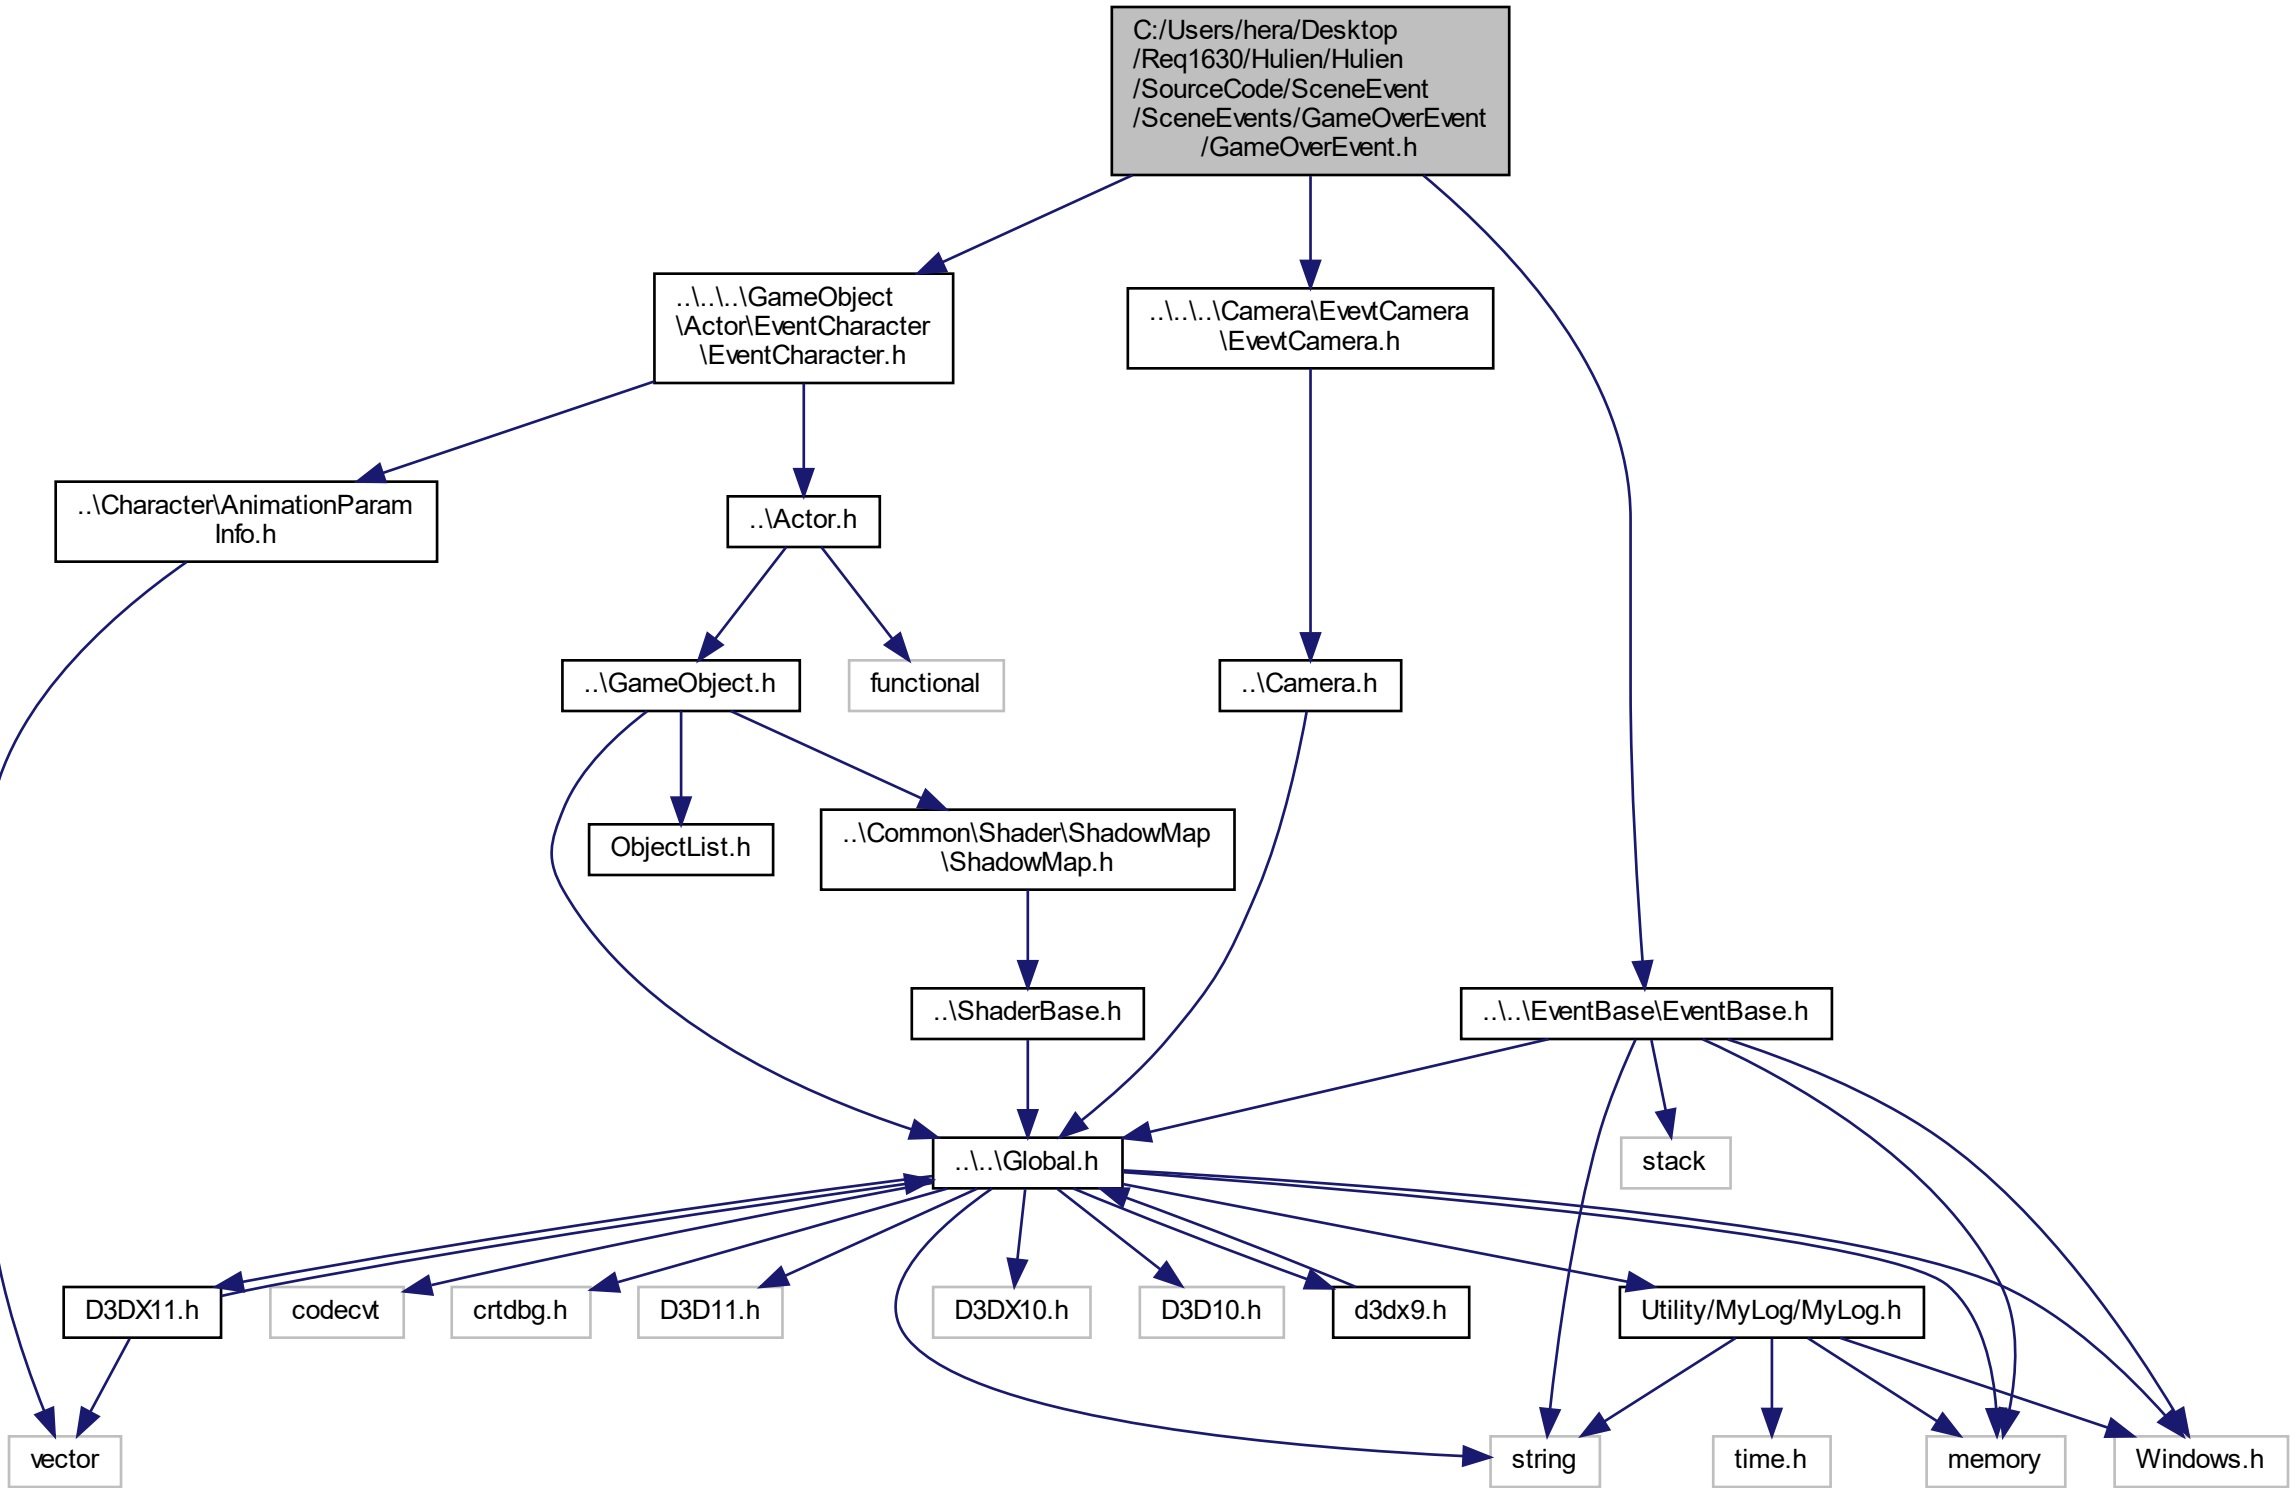 C:/Users/hera/Desktop
/Req1630/Hulien/Hulien
/SourceCode/SceneEvent
/SceneEvents/GameOverEvent
/GameOverEvent.h
..\..\..\GameObject
\Actor\EventCharacter
\EventCharacter.h
..\..\..\Camera\EvevtCamera
\EvevtCamera.h
..\Character\AnimationParam
Info.h
..\Actor.h
..\GameObject.h
functional
..\Camera.h
ObjectList.h
..\Common\Shader\ShadowMap
\ShadowMap.h
..\ShaderBase.h
..\..\EventBase\EventBase.h
..\..\Global.h
stack
D3DX11.h
codecvt
crtdbg.h
D3D11.h
D3DX10.h
D3D10.h
d3dx9.h
Utility/MyLog/MyLog.h
vector
string
time.h
memory
Windows.h